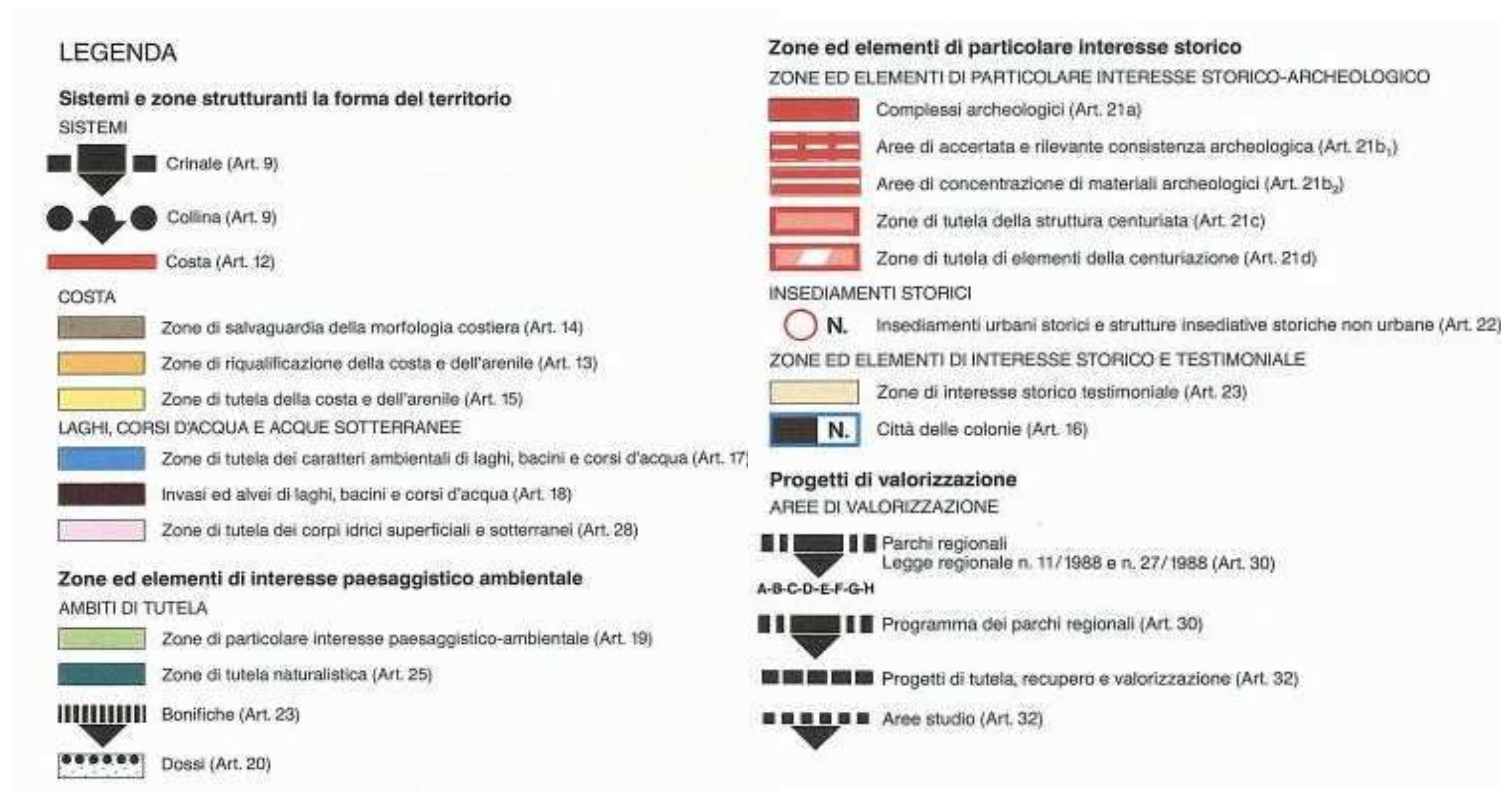 LEGENDA
Sistemi e zone strutturanti la forma del territorio
SISTEMI
Crinale (Art. 9)
Collina (Art. 9)
Costa (Art. 12)
COSTA
Zone di salvaguardia della morfologia costiera (Art. 14)
Zone di riqualificazione della costa e dell'arenile (Art. 13)
Zone di tutela della costa e dell'arenile (Art. 15)
LAGHI, CORSI D'ACQUA E ACQUE SOTTERRANEE
Zone di tutela dei caratteri ambientali di laghi, bacini e corsi d'acqua (Art. 17)
Invasi ed alvei di laghi, bacini e corsi d'acqua (Art. 18)
Zone di tutela dei corpi idrici superficiali e sotterranei (Art. 28)
Zone ed elementi di interesse paesaggistico ambientale
AMBITI DI TUTELA
Zone di particolare interesse paesaggistico-ambientale (Art. 19)
Zone di tutela naturalistica (Art. 25)
Bonifiche (Art. 23)
Dossi (Art. 20)
Zone ed elementi di particolare interesse storico
ZONE ED ELEMENTI DI PARTICOLARE INTERESSE STORICO-ARCHEOLOGICO
Complessi archeologici (Art. 21a)
Aree di accertata e rilevante consistenza archeologica (Art. 21b₁)
Aree di concentrazione di materiali archeologici (Art. 21b₂)
Zone di tutela della struttura centuriata (Art. 21c)
Zone di tutela di elementi della centuriazione (Art. 21d)
INSEDIAMENTI STORICI
N. Insediamenti urbani storici e strutture insediative storiche non urbane (Art. 22)
ZONE ED ELEMENTI DI INTERESSE STORICO E TESTIMONIALE
Zone di interesse storico testimoniale (Art. 23)
N. Città delle colonie (Art. 16)
Progetti di valorizzazione
AREE DI VALORIZZAZIONE
Parchi regionali
Legge regionale n. 11/1988 e n. 27/1988 (Art. 30)
A-B-C-D-E-F-G-H
Programma dei parchi regionali (Art. 30)
Progetti di tutela, recupero e valorizzazione (Art. 32)
Aree studio (Art. 32)